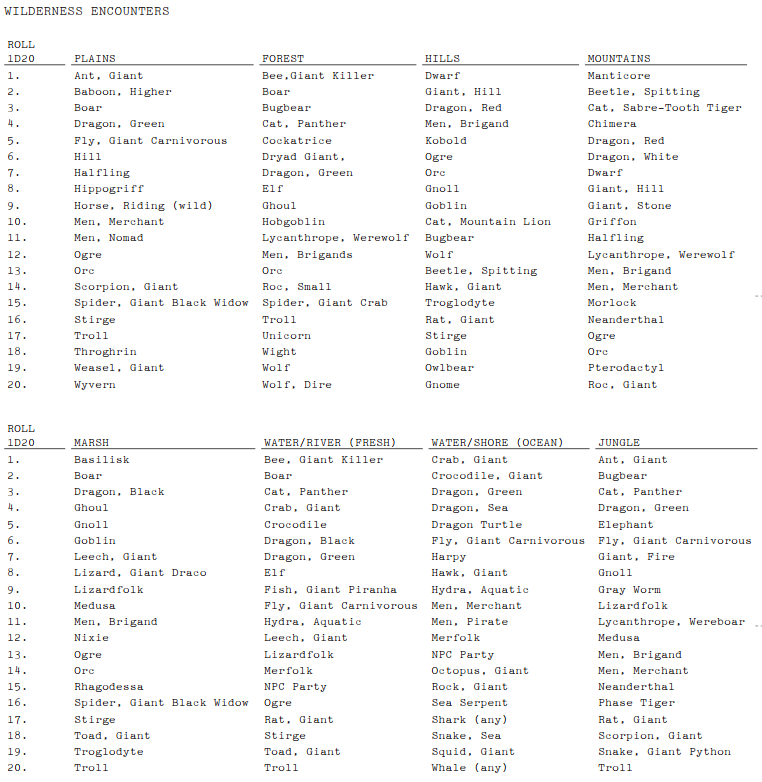 WILDERNESS ENCOUNTERS
ROLL
1D20 PLAINS FOREST HILLS MOUNTAINS
1. Ant, Giant Bee,Giant Killer Dwarf Manticore
2. Baboon, Higher Boar Giant, Hill Beetle, Spitting
3. Boar Bugbear Dragon, Red Cat, Sabre-Tooth Tiger
4. Dragon, Green Cat, Panther Men, Brigand Chimera
5. Fly, Giant Carnivorous Cockatrice Kobold Dragon, Red
6. Hill Dryad Giant, Ogre Dragon, White
7. Halfling Dragon, Green Orc Dwarf
8. Hippogriff Elf Gnoll Giant, Hill
9. Horse, Riding (wild) Ghoul Goblin Giant, Stone
10. Men, Merchant Hobgoblin Cat, Mountain Lion Griffon
11. Men, Nomad Lycanthrope, Werewolf Bugbear Halfling
12. Ogre Men, Brigands Wolf Lycanthrope, Werewolf
13. Orc Orc Beetle, Spitting Men, Brigand
14. Scorpion, Giant Roc, Small Hawk, Giant Men, Merchant
15. Spider, Giant Black Widow Spider, Giant Crab Troglodyte Morlock
16. Stirge Troll Rat, Giant Neanderthal
17. Troll Unicorn Stirge Ogre
18. Throghrin Wight Goblin Orc
19. Weasel, Giant Wolf Owlbear Pterodactyl
20. Wyvern Wolf, Dire Gnome Roc, Giant
ROLL
1D20 MARSH WATER/RIVER (FRESH) WATER/SHORE (OCEAN) JUNGLE
1. Basilisk Bee, Giant Killer Crab, Giant Ant, Giant
2. Boar Boar Crocodile, Giant Bugbear
3. Dragon, Black Cat, Panther Dragon, Green Cat, Panther
4. Ghoul Crab, Giant Dragon, Sea Dragon, Green
5. Gnoll Crocodile Dragon Turtle Elephant
6. Goblin Dragon, Black Fly, Giant Carnivorous Fly, Giant Carnivorous
7. Leech, Giant Dragon, Green Harpy Giant, Fire
8. Lizard, Giant Draco Elf Hawk, Giant Gnoll
9. Lizardfolk Fish, Giant Piranha Hydra, Aquatic Gray Worm
10. Medusa Fly, Giant Carnivorous Men, Merchant Lizardfolk
11. Men, Brigand Hydra, Aquatic Men, Pirate Lycanthrope, Wereboar
12. Nixie Leech, Giant Merfolk Medusa
13. Ogre Lizardfolk NPC Party Men, Brigand
14. Orc Merfolk Octopus, Giant Men, Merchant
15. Rhagodessa NPC Party Rock, Giant Neanderthal
16. Spider, Giant Black Widow Ogre Sea Serpent Phase Tiger
17. Stirge Rat, Giant Shark (any) Rat, Giant
18. Toad, Giant Stirge Snake, Sea Scorpion, Giant
19. Troglodyte Toad, Giant Squid, Giant Snake, Giant Python
20. Troll Troll Whale (any) Troll